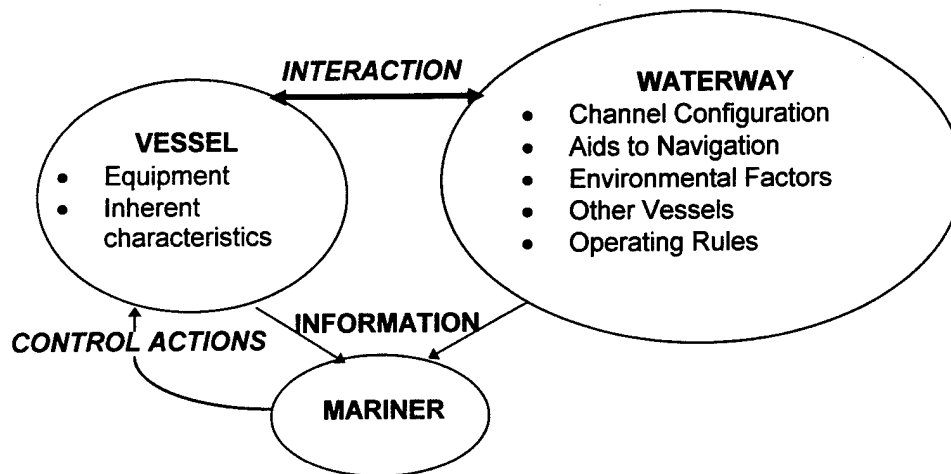 INTERACTION
WATERWAY
• Channel Configuration
• Aids to Navigation
• Environmental Factors
• Other Vessels
• Operating Rules
VESSEL
• Equipment
• Inherent
characteristics
INFORMATION
CONTROL ACTIONS
MARINER